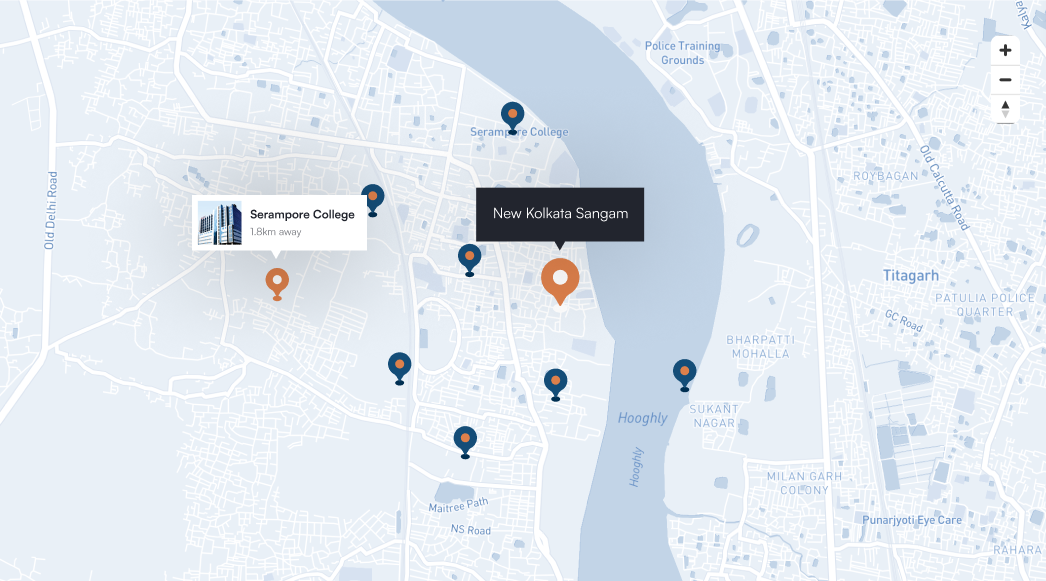 Kalya
Police Training
Grounds
Serampore College
Old Calcutta Road
ROYBAGAN
Old Delhi Road
Serampore College
1.8km away
New Kolkata Sangam
Titagarh
PATULIA POLICE
QUARTER
GC Road
BHARPATTI
MOHALLA
SUKANT
NAGAR
Hooghly
Hooghly
MILAN GARH
COLONY
Maitree Path
NS Road
Punarjyoti Eye Care
RAHARA